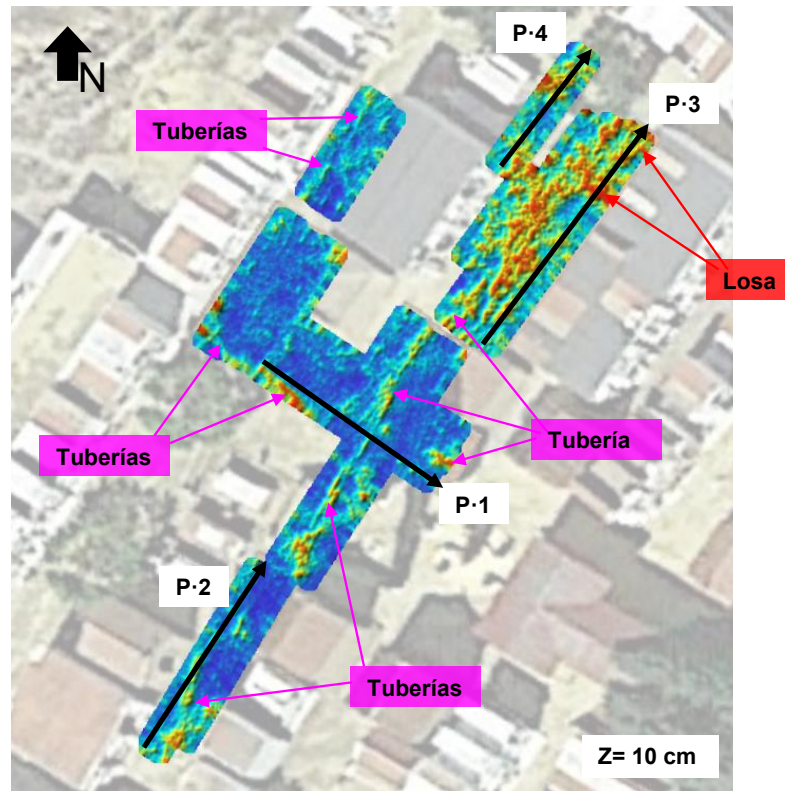 P·4
N
P·3
Tuberías
Losa
Tuberías
Tubería
P·1
P·2
Tuberías
Z= 10 cm